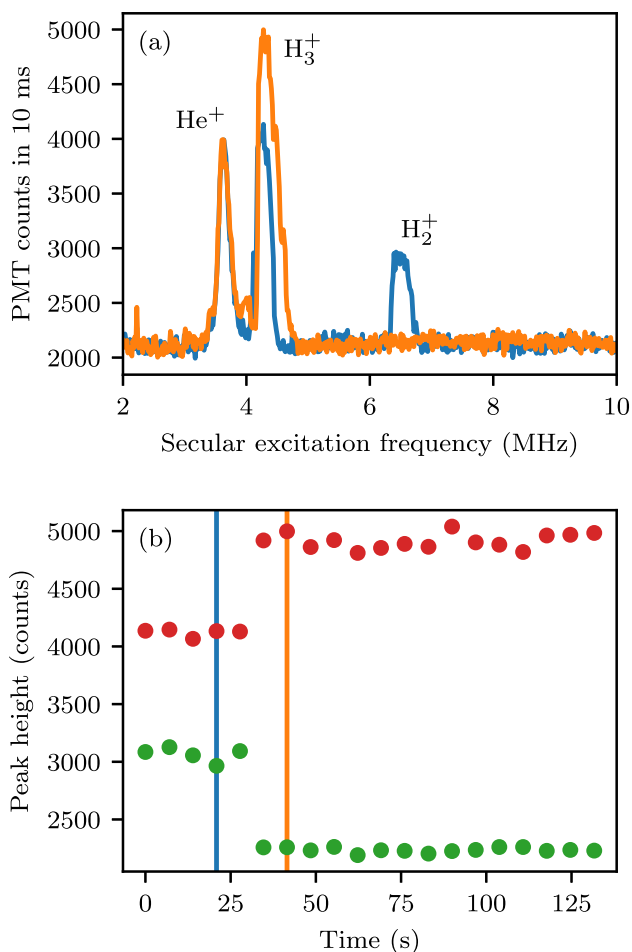 (a)
H₃⁺
He⁺
H₂⁺
PMT counts in 10 ms
5000
4500
4000
3500
3000
2500
2000
2 4 6 8 10
Secular excitation frequency (MHz)
(b)
Peak height (counts)
5000
4500
4000
3500
3000
2500
0 25 50 75 100 125
Time (s)